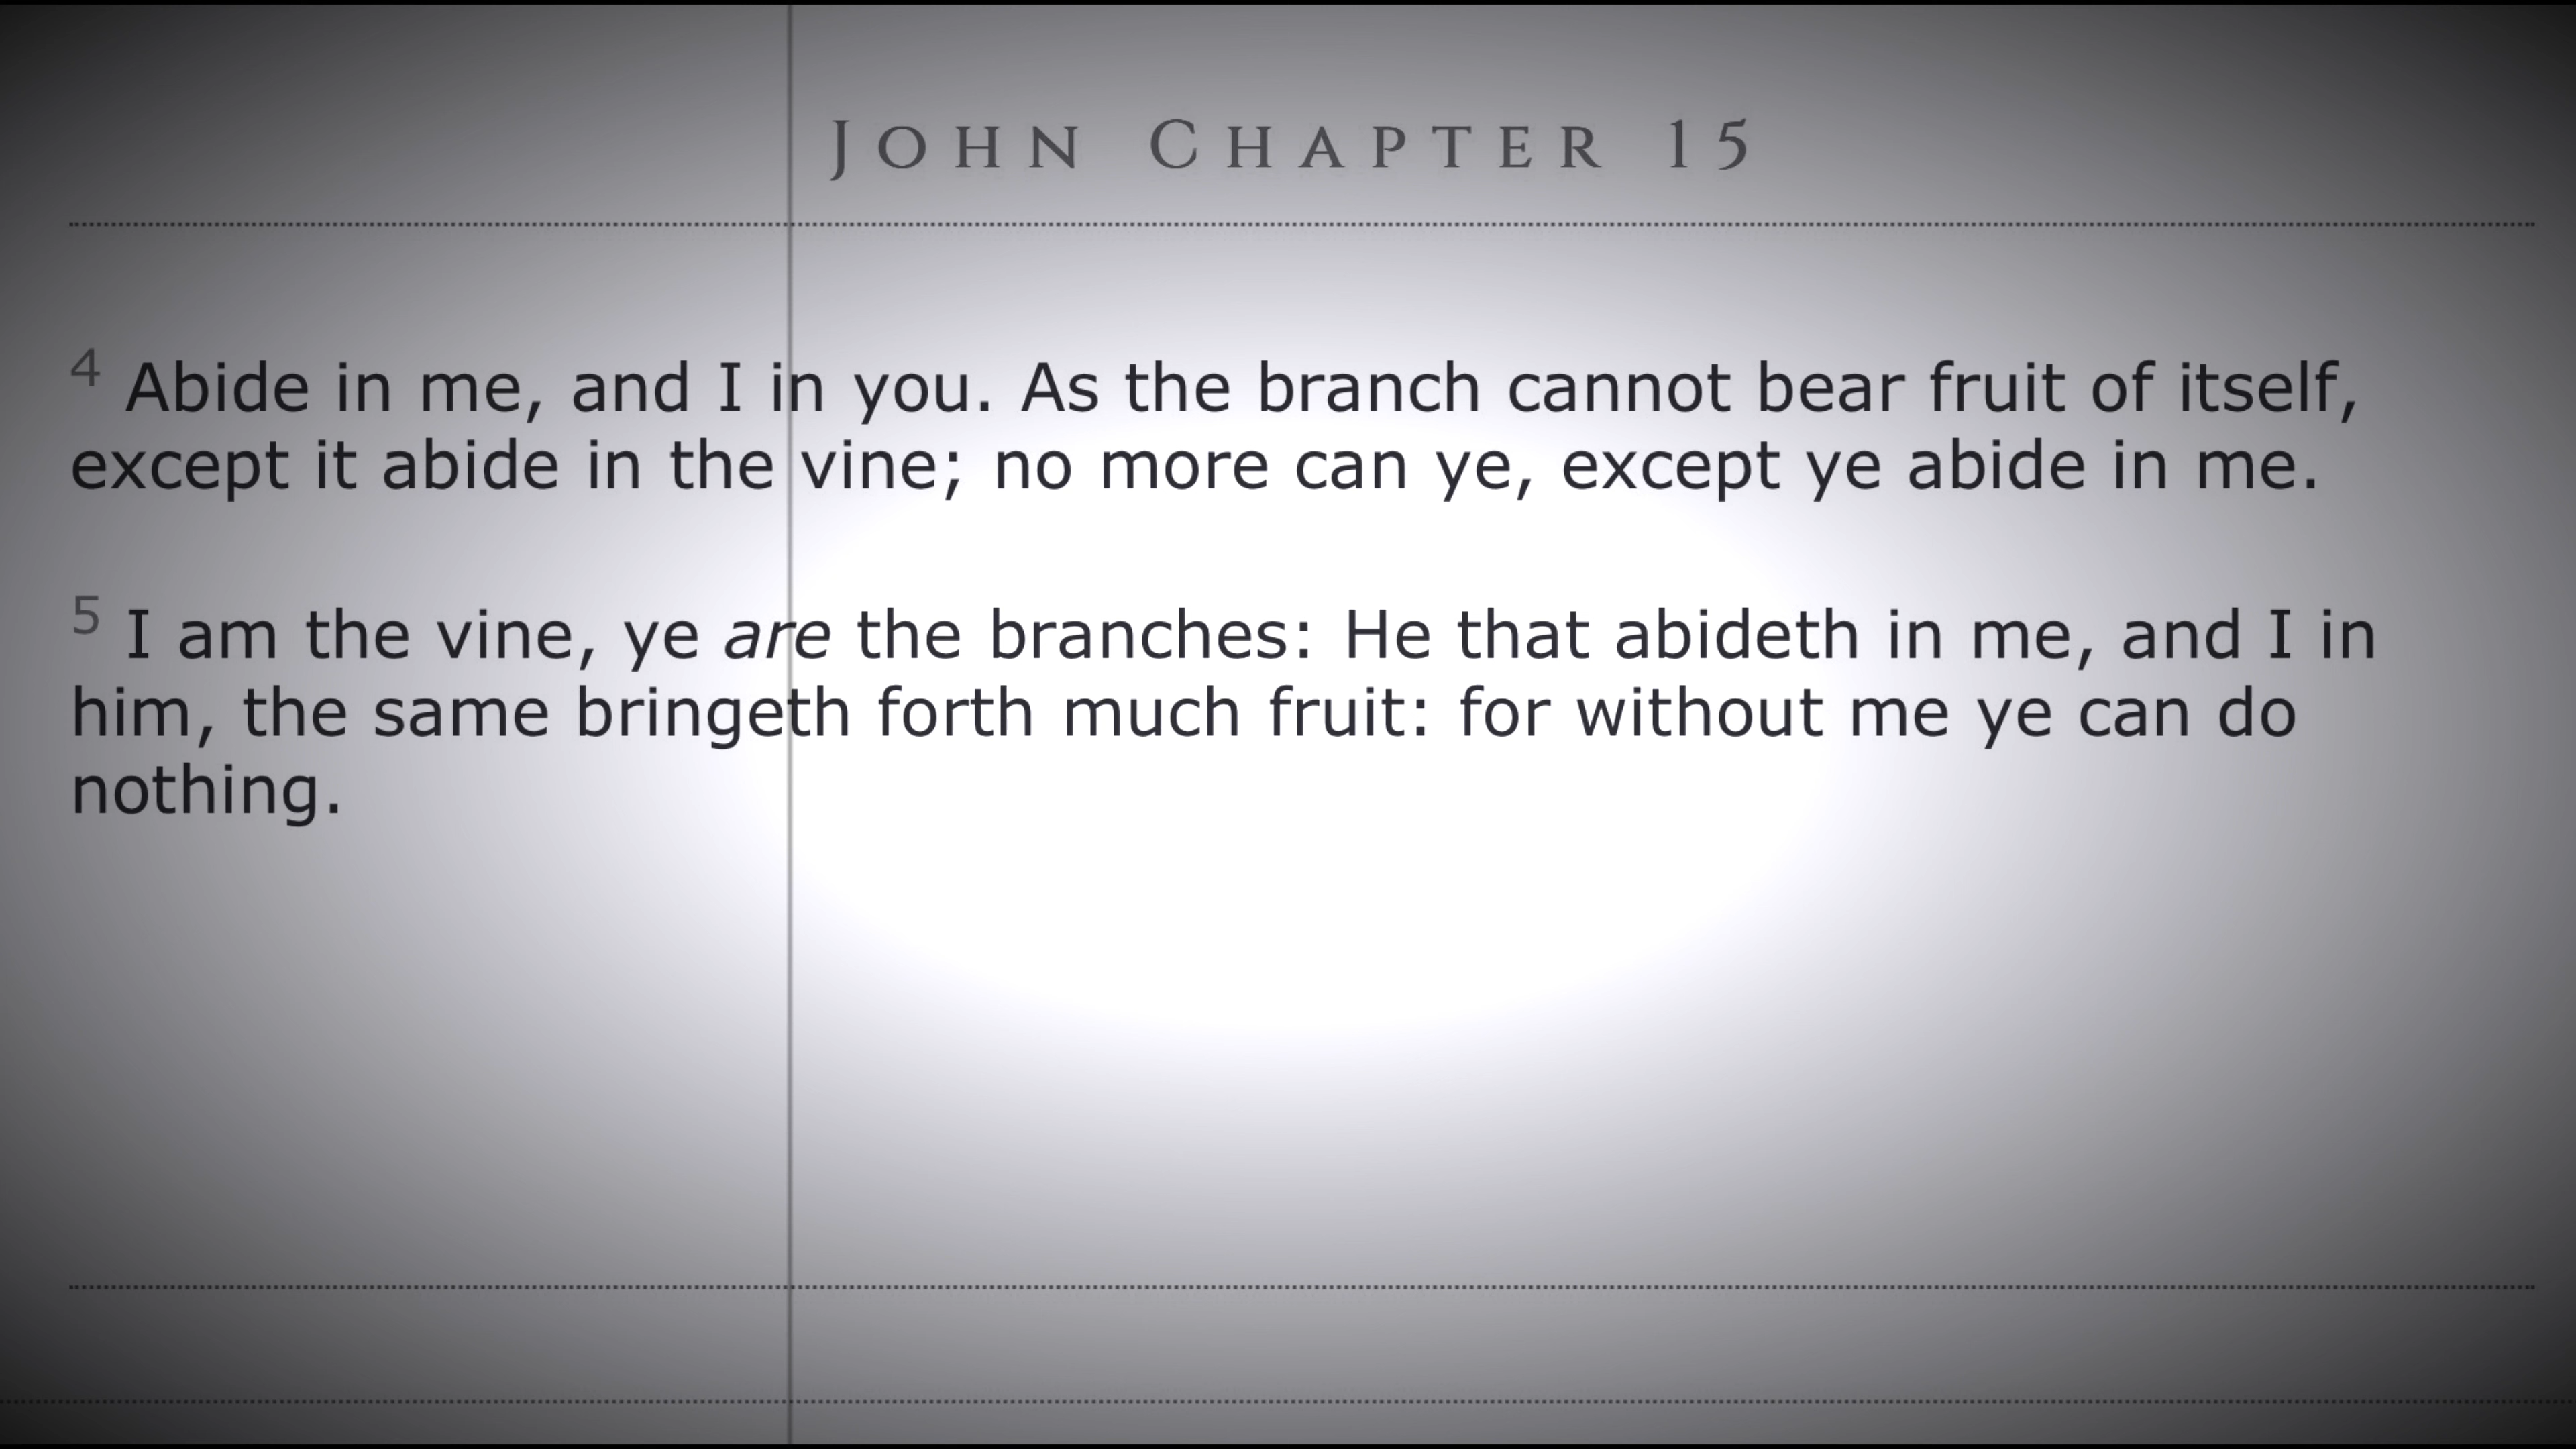 John Chapter 15
4 Abide in me, and I in you. As the branch cannot bear fruit of itself,
except it abide in the vine; no more can ye, except ye abide in me.
5 I am the vine, ye are the branches: He that abideth in me, and I in
him, the same bringeth forth much fruit: for without me ye can do
nothing.